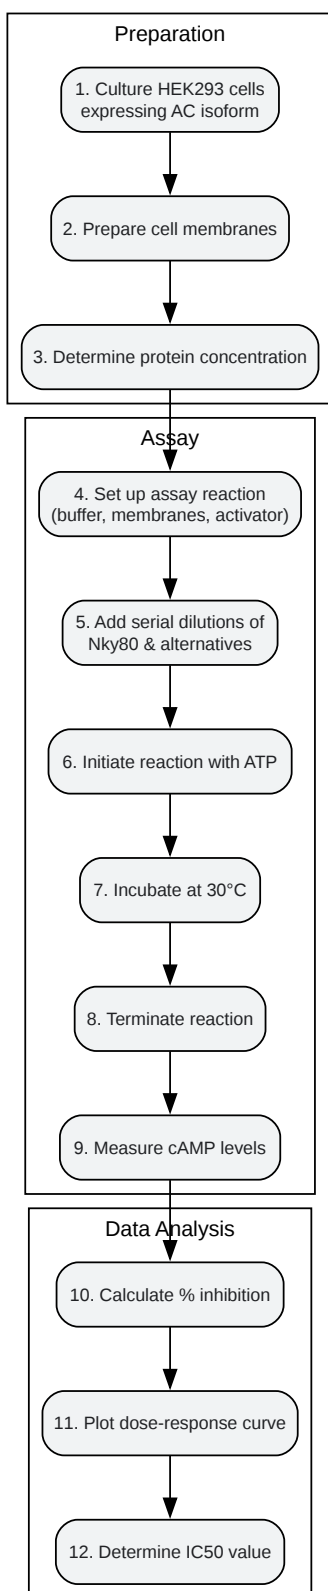 Preparation
1. Culture HEK293 cells
expressing AC isoform
2. Prepare cell membranes
3. Determine protein concentration
Assay
4. Set up assay reaction
(buffer, membranes, activator)
5. Add serial dilutions of
Nky80 & alternatives
6. Initiate reaction with ATP
7. Incubate at 30°C
8. Terminate reaction
9. Measure cAMP levels
Data Analysis
10. Calculate % inhibition
11. Plot dose-response curve
12. Determine IC50 value